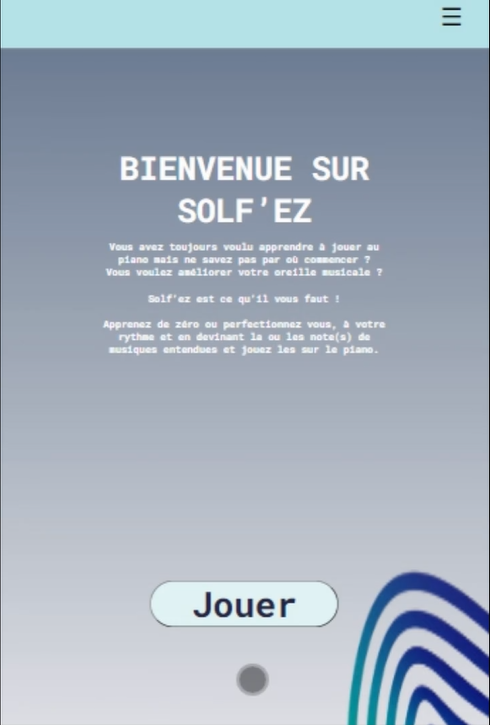 BIENVENUE SUR
SOLF'EZ
Vous avez toujours voulu apprendre à jouer au
piano mais ne savez pas par où commencer ?
Vous voulez améliorer votre oreille musicale ?
Solf'ez est ce qu'il vous faut !
Apprenez de zéro ou perfectionnez vous, à votre
rythme et en devinant la ou les note(s) de
musiques entendues et jouez les sur le piano.
Jouer